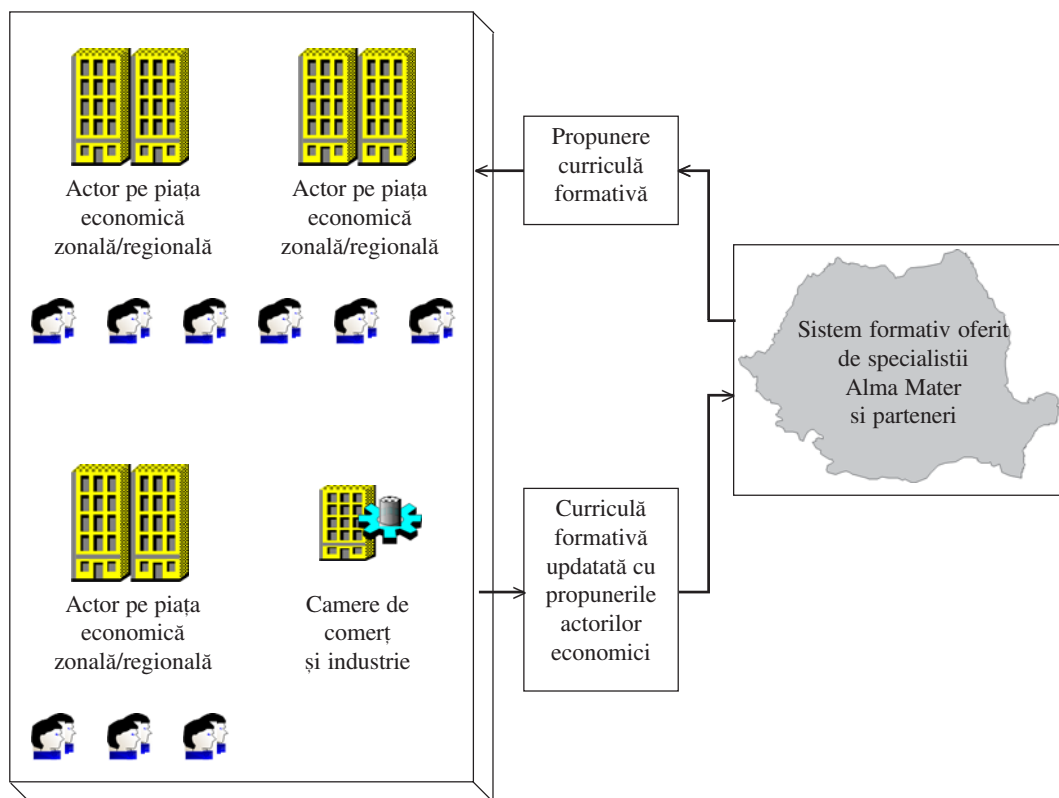 Actor pe piața
economică
zonală/regională
Actor pe piața
economică
zonală/regională
Propunere
curriculă
formativă
Sistem formativ oferit
de specialistii
Alma Mater
si parteneri
Actor pe piața
economică
zonală/regională
Camere de
comerț
și industrie
Curriculă
formativă
updatată cu
propunerile
actorilor
economici